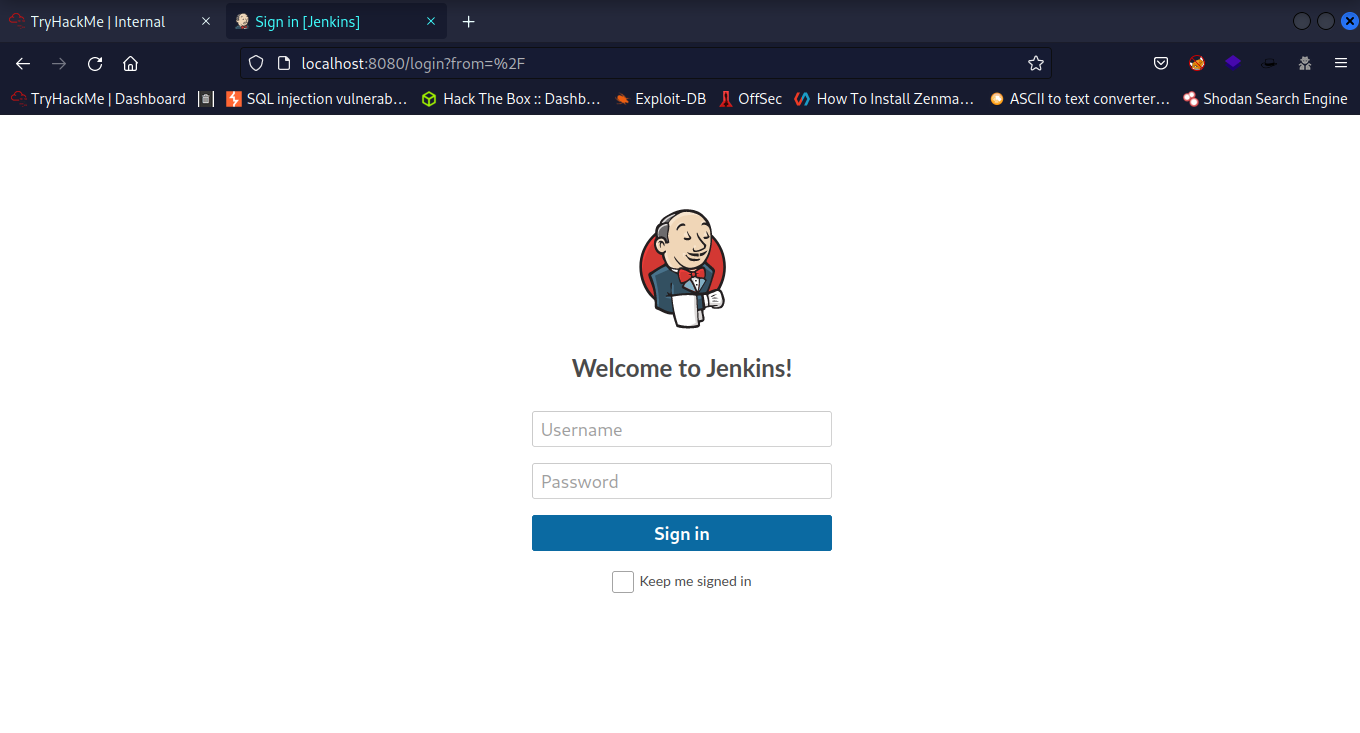 TryHackMe | Internal
Sign in [Jenkins]
localhost:8080/login?from=%2F
TryHackMe | Dashboard
SQL injection vulnerab...
Hack The Box :: Dashb...
Exploit-DB
OffSec
How To Install Zenma...
ASCII to text converter...
Shodan Search Engine
Welcome to Jenkins!
Username
Password
Sign in
Keep me signed in